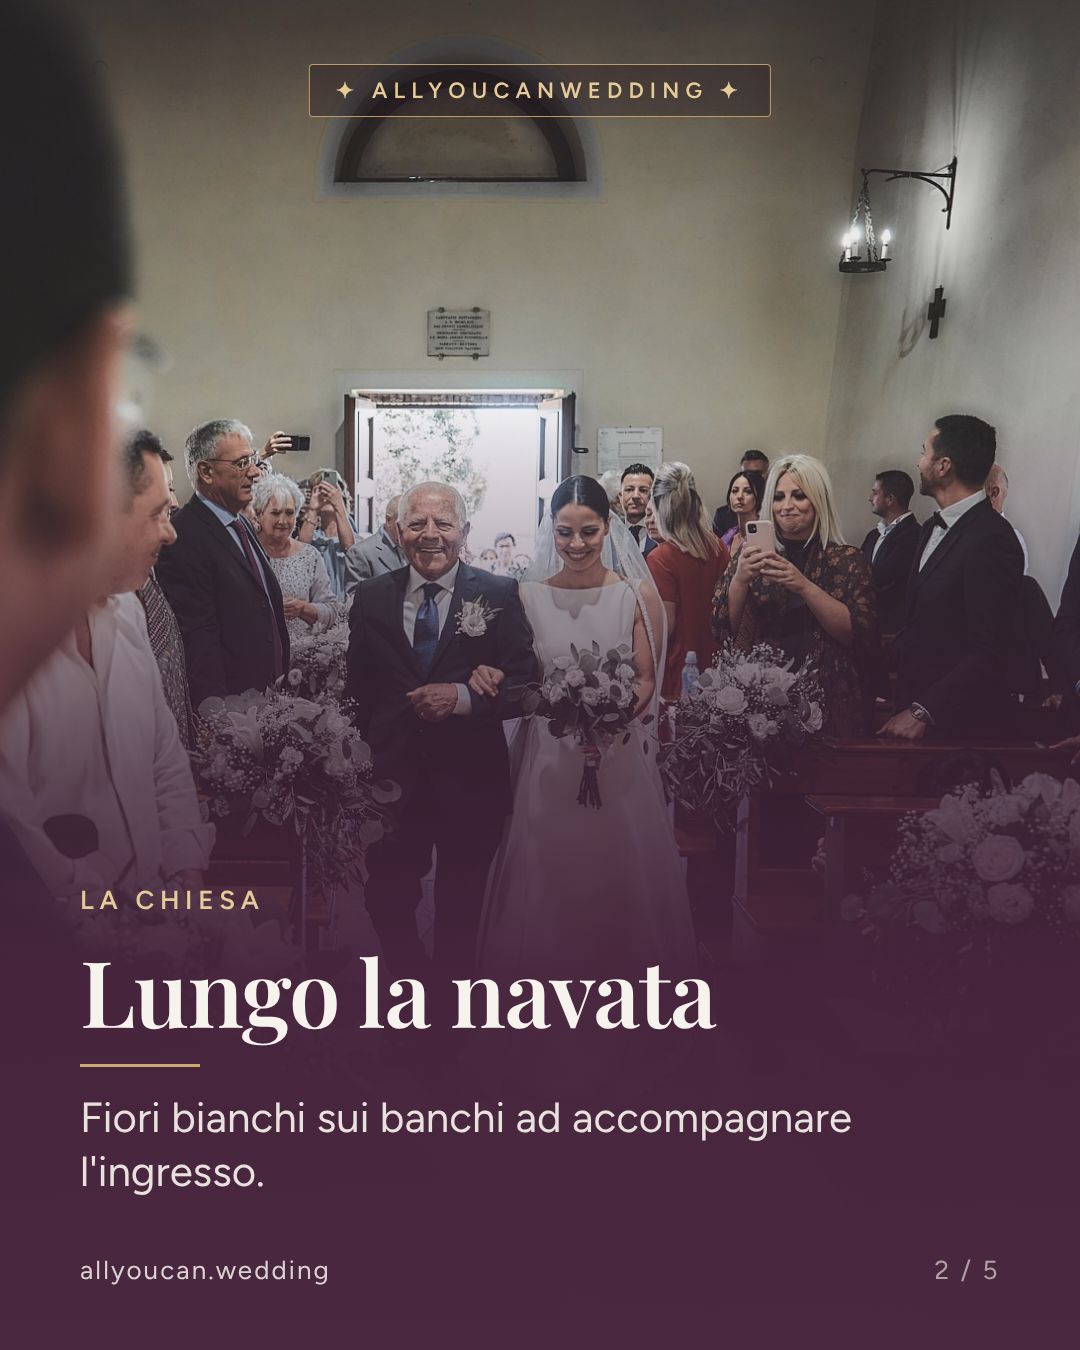 ✦ ALLYOUCANWEDDING ✦
LA CHIESA
Lungo la navata
Fiori bianchi sui banchi ad accompagnare
l'ingresso.
allyoucan.wedding
2 / 5